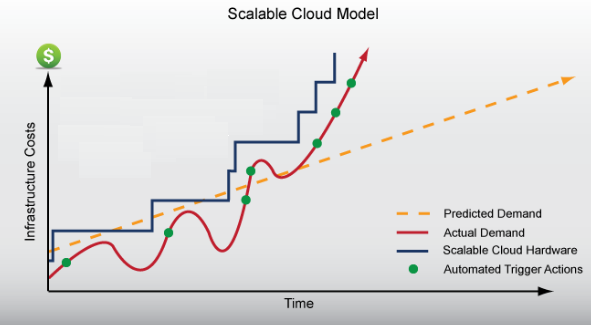 Scalable Cloud Model
$
Infrastructure Costs
Predicted Demand
Actual Demand
Scalable Cloud Hardware
Automated Trigger Actions
Time